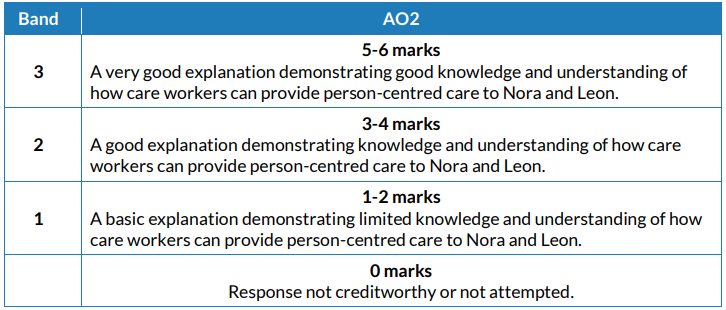 Band AO2
5-6 marks
3 A very good explanation demonstrating good knowledge and understanding of
how care workers can provide person-centred care to Nora and Leon.
3-4 marks
2 A good explanation demonstrating knowledge and understanding of how care
workers can provide person-centred care to Nora and Leon.
1-2 marks
1 A basic explanation demonstrating limited knowledge and understanding of how
care workers can provide person-centred care to Nora and Leon.
0 marks
Response not creditworthy or not attempted.